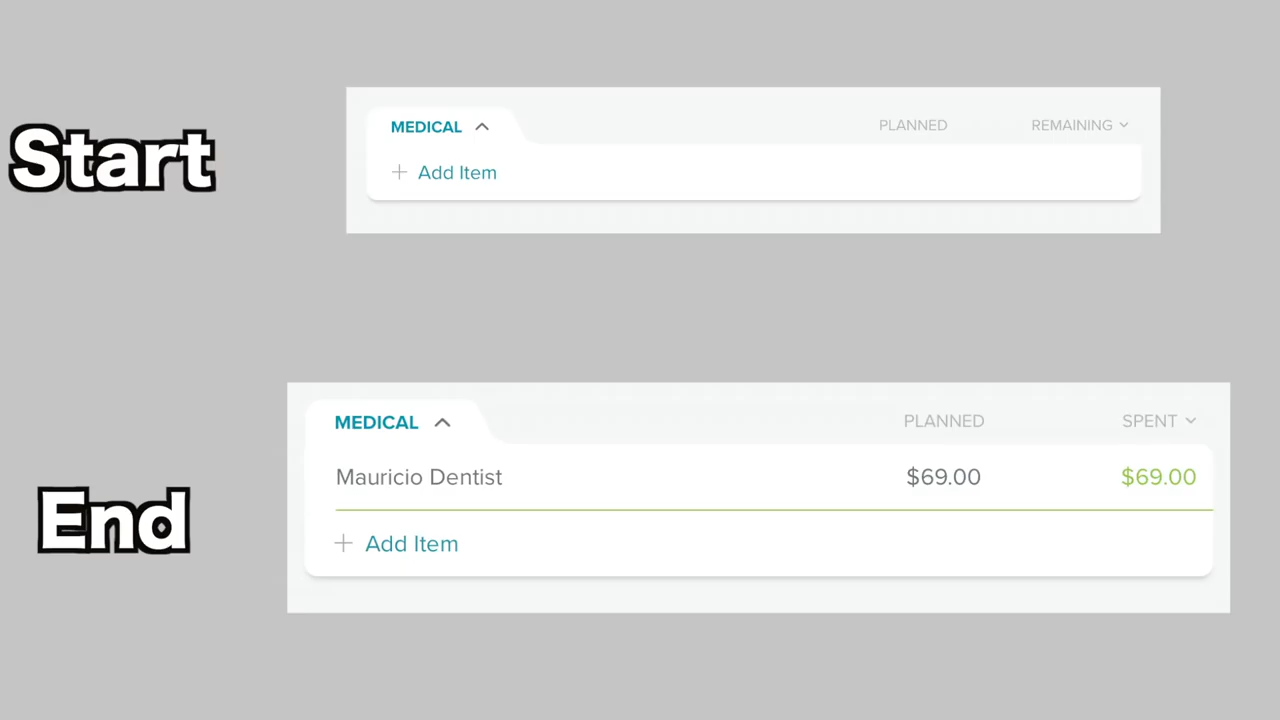 Start
MEDICAL PLANNED REMAINING
+ Add Item
End
MEDICAL PLANNED SPENT
Mauricio Dentist $69.00 $69.00
+ Add Item